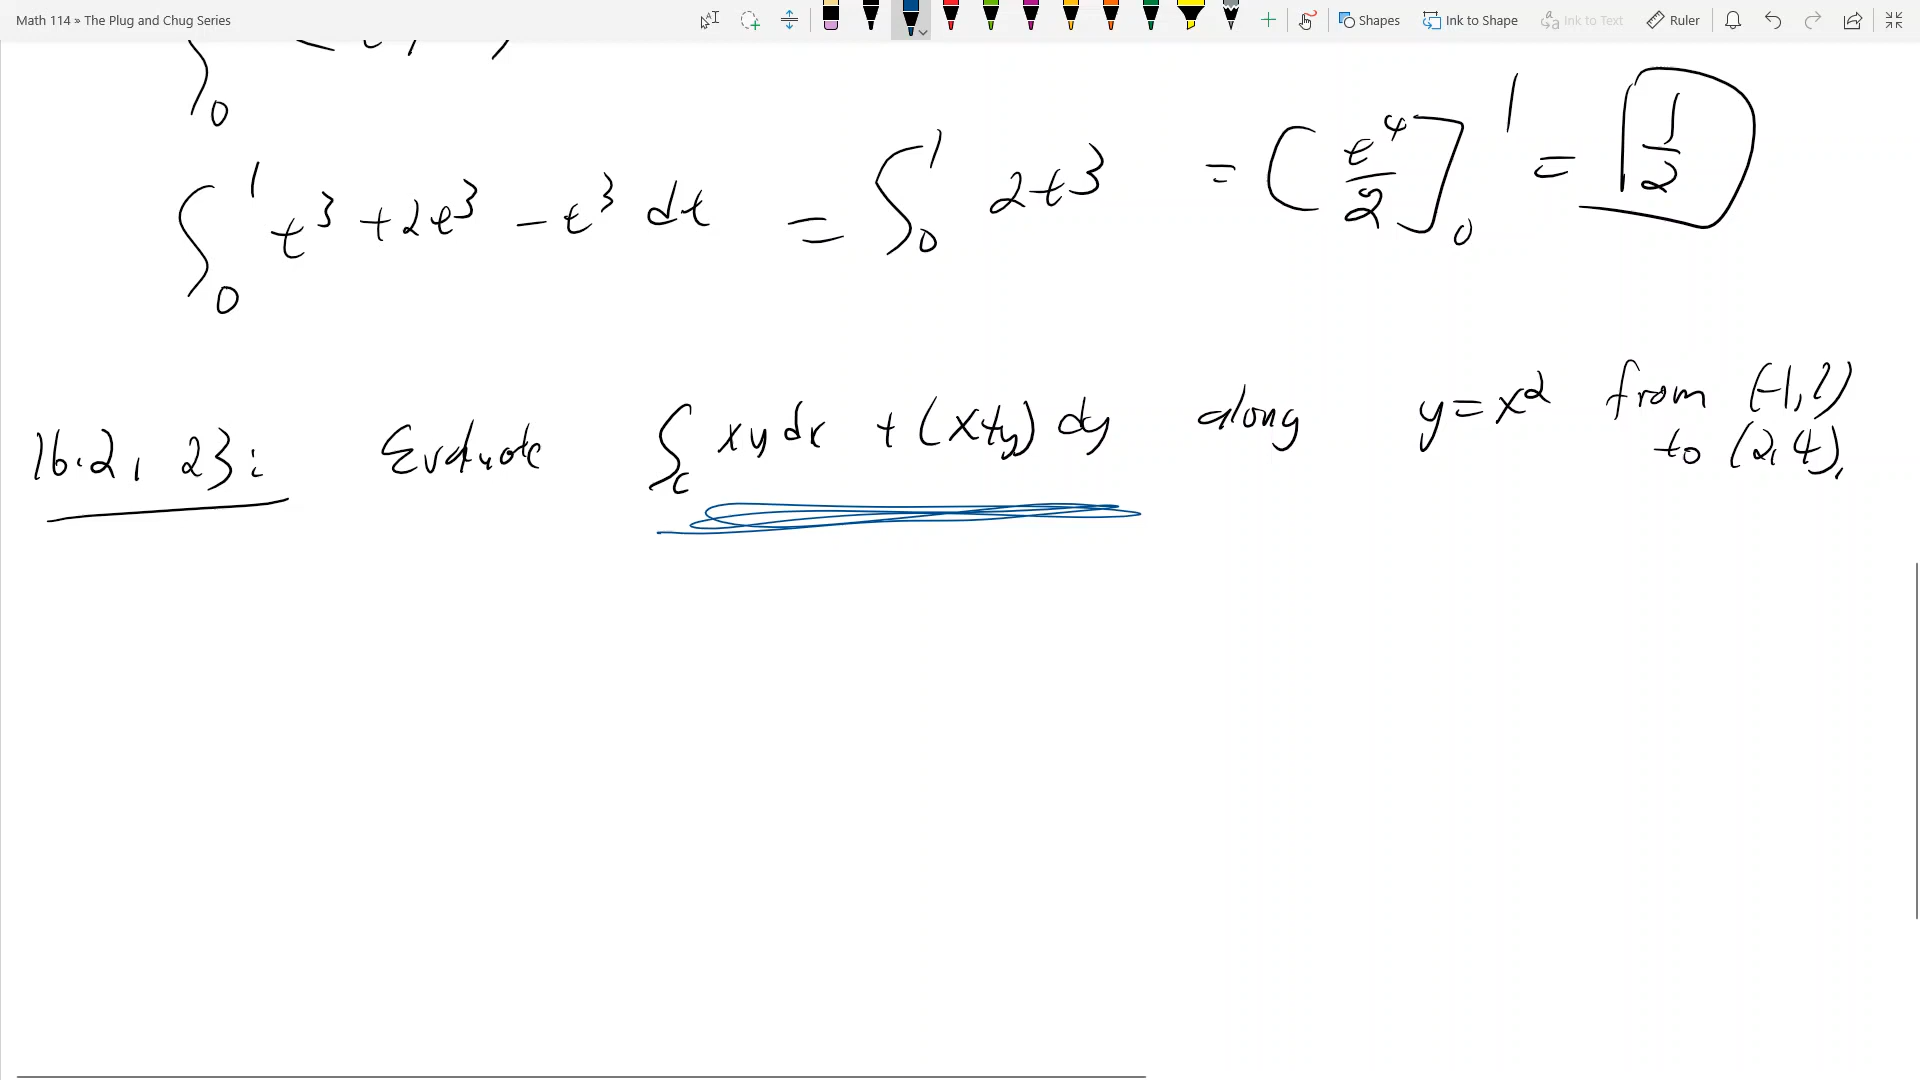 Math 114 » The Plug and Chug Series
Shapes Ink to Shape Ink to Text Ruler
∫₀
∫₀¹ t³ + 2t³ − t³ dt = ∫₀¹ 2t³ = [t⁴/2]₀¹ = 1/2
16.2, 23: Evaluate ∫_C xy dx + (x+y) dy along y = x² from (-1, 1)
to (2, 4).